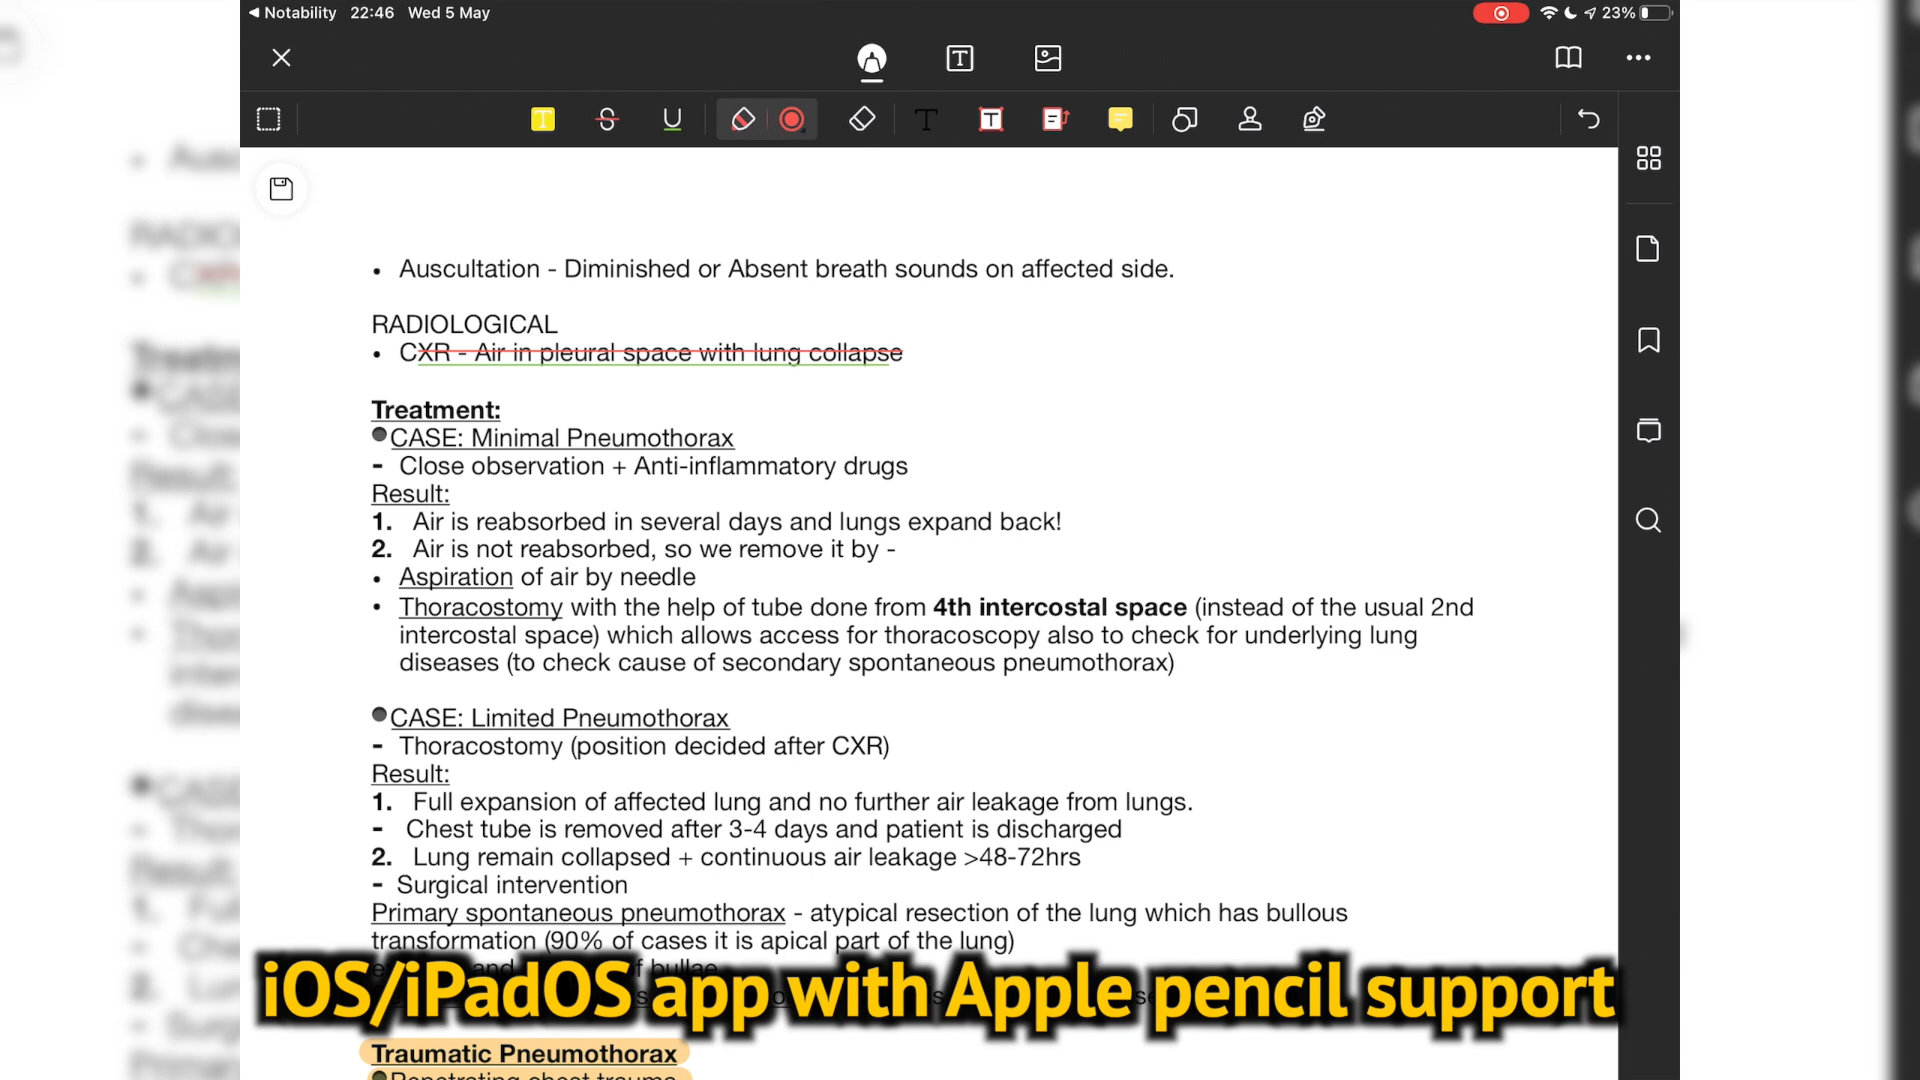 Notability 22:46 Wed 5 May 23%
• Auscultation - Diminished or Absent breath sounds on affected side.
RADIOLOGICAL
• CXR - Air in pleural space with lung collapse
Treatment:
CASE: Minimal Pneumothorax
- Close observation + Anti-inflammatory drugs
Result:
1. Air is reabsorbed in several days and lungs expand back!
2. Air is not reabsorbed, so we remove it by -
• Aspiration of air by needle
• Thoracostomy with the help of tube done from 4th intercostal space (instead of the usual 2nd
intercostal space) which allows access for thoracoscopy also to check for underlying lung
diseases (to check cause of secondary spontaneous pneumothorax)
CASE: Limited Pneumothorax
- Thoracostomy (position decided after CXR)
Result:
1. Full expansion of affected lung and no further air leakage from lungs.
- Chest tube is removed after 3-4 days and patient is discharged
2. Lung remain collapsed + continuous air leakage >48-72hrs
- Surgical intervention
Primary spontaneous pneumothorax - atypical resection of the lung which has bullous
transformation (90% of cases it is apical part of the lung)
iOS/iPadOS app with Apple pencil support
Traumatic Pneumothorax
Penetrating chest trauma